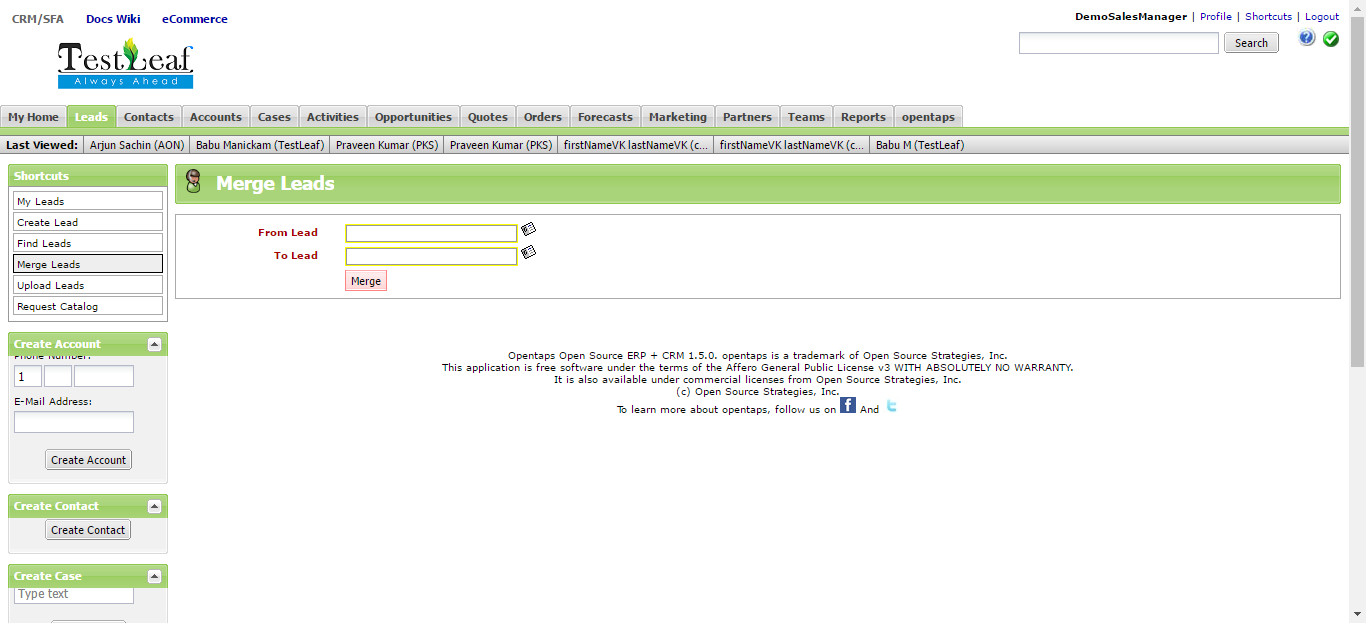 CRM/SFA Docs Wiki eCommerce
DemoSalesManager | Profile | Shortcuts | Logout
TestLeaf
Always Ahead
Search
My Home Leads Contacts Accounts Cases Activities Opportunities Quotes Orders Forecasts Marketing Partners Teams Reports opentaps
Last Viewed: Arjun Sachin (AON) Babu Manickam (TestLeaf) Praveen Kumar (PKS) Praveen Kumar (PKS) firstNameVK lastNameVK (c... firstNameVK lastNameVK (c... Babu M (TestLeaf)
Shortcuts
My Leads
Create Lead
Find Leads
Merge Leads
Upload Leads
Request Catalog
Create Account
Phone Number:
1
E-Mail Address:
Create Account
Create Contact
Create Contact
Create Case
Type text
Merge Leads
From Lead
To Lead
Merge
Opentaps Open Source ERP + CRM 1.5.0. opentaps is a trademark of Open Source Strategies, Inc.
This application is free software under the terms of the Affero General Public License v3 WITH ABSOLUTELY NO WARRANTY.
It is also available under commercial licenses from Open Source Strategies, Inc.
(c) Open Source Strategies, Inc.
To learn more about opentaps, follow us on f And t